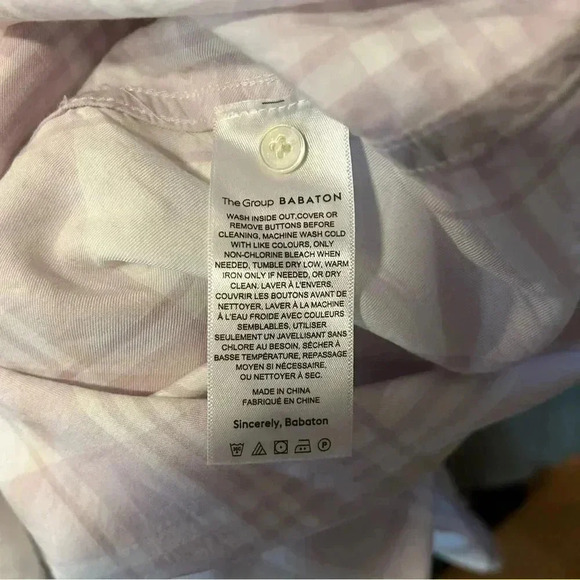 The Group BABATON
WASH INSIDE OUT,COVER OR
REMOVE BUTTONS BEFORE
CLEANING, MACHINE WASH COLD
WITH LIKE COLOURS, ONLY
NON-CHLORINE BLEACH WHEN
NEEDED, TUMBLE DRY LOW, WARM
IRON ONLY IF NEEDED, OR DRY
CLEAN. LAVER À L'ENVERS,
COUVRIR LES BOUTONS AVANT DE
NETTOYER, LAVER À LA MACHINE
À L'EAU FROIDE AVEC COULEURS
SEMBLABLES, UTILISER
SEULEMENT UN JAVELLISANT SANS
CHLORE AU BESOIN, SÉCHER À
BASSE TEMPÉRATURE, REPASSAGE
MOYEN SI NÉCESSAIRE,
OU NETTOYER À SEC.
MADE IN CHINA
FABRIQUÉ EN CHINE
Sincerely, Babaton
P